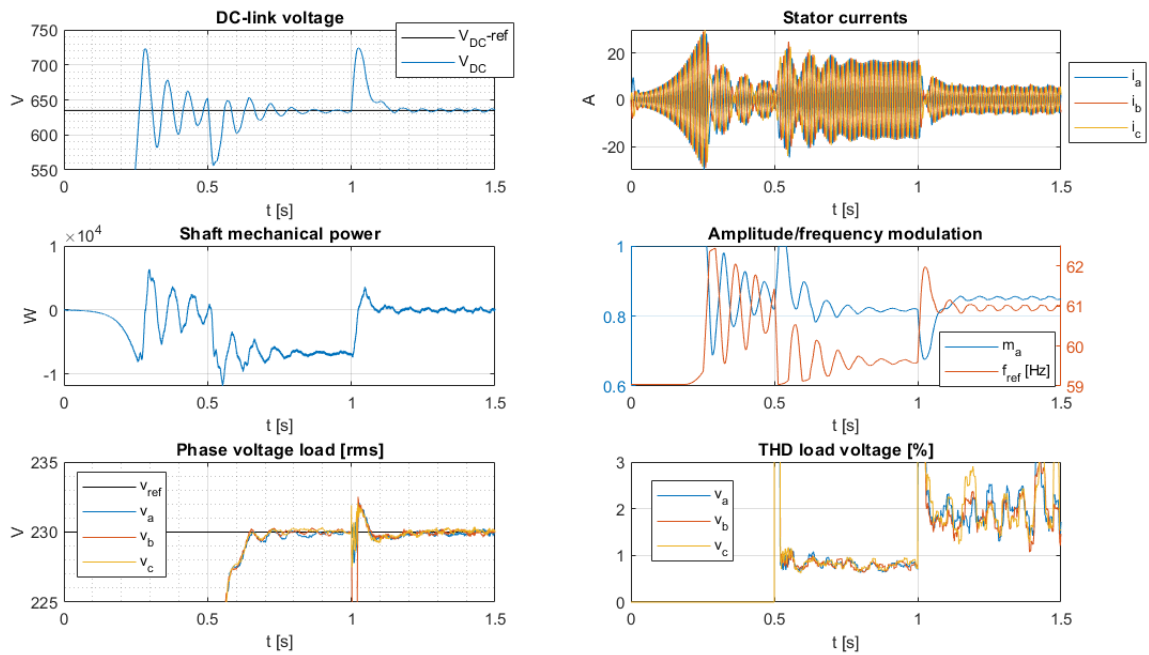 DC-link voltage
750
700
650
600
550
V
0
0.5
1
1.5
t [s]
V_DC-ref
V_DC
Stator currents
20
0
-20
A
0
0.5
1
1.5
t [s]
i_a
i_b
i_c
Shaft mechanical power
×10^4
1
0
-1
W
0
0.5
1
1.5
t [s]
Amplitude/frequency modulation
1
0.8
0.6
62
61
60
59
0
0.5
1
1.5
t [s]
m_a
f_ref [Hz]
Phase voltage load [rms]
235
230
225
V
0
0.5
1
1.5
t [s]
v_ref
v_a
v_b
v_c
THD load voltage [%]
3
2
1
0
0
0.5
1
1.5
t [s]
v_a
v_b
v_c